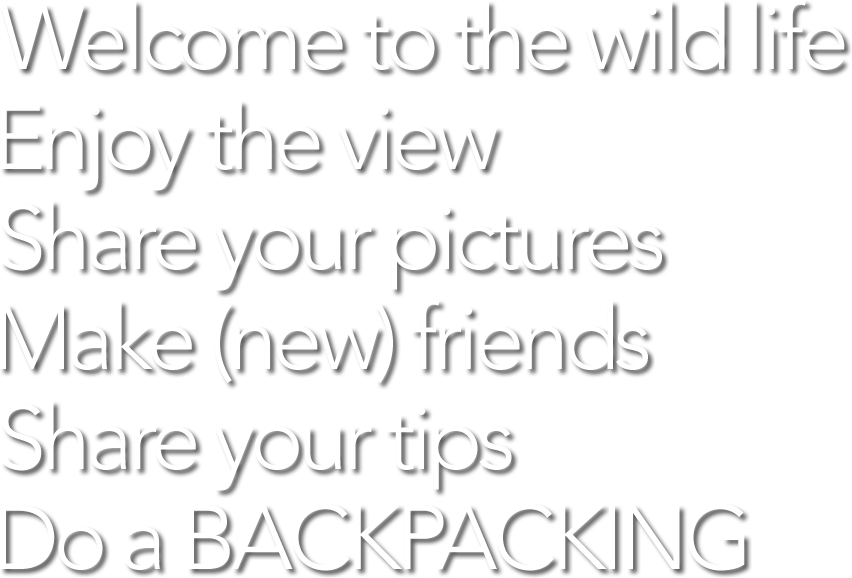 Welcome to the wild life
Enjoy the view
Share your pictures
Make (new) friends
Share your tips
Do a BACKPACKING